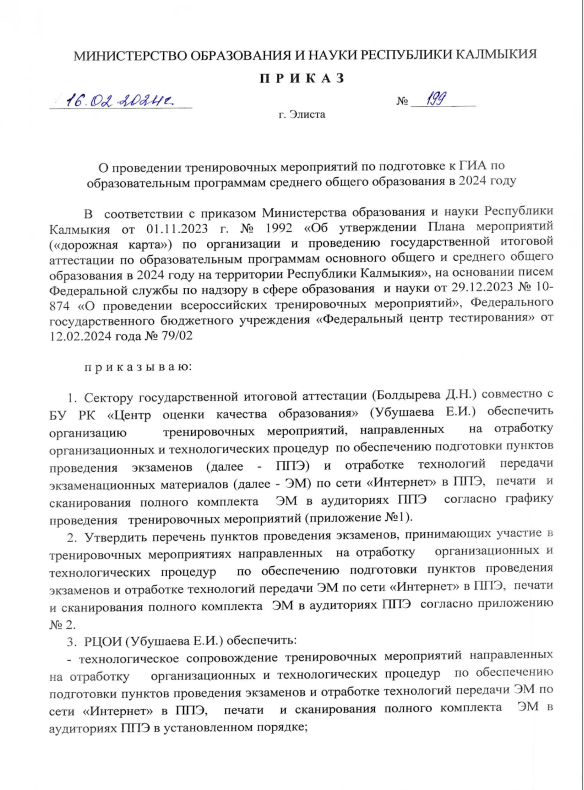 МИНИСТЕРСТВО ОБРАЗОВАНИЯ И НАУКИ РЕСПУБЛИКИ КАЛМЫКИЯ
П Р И К А З
16.02.2024г. № 199
г. Элиста
О проведении тренировочных мероприятий по подготовке к ГИА по
образовательным программам среднего общего образования в 2024 году
В соответствии с приказом Министерства образования и науки Республики
Калмыкия от 01.11.2023 г. № 1992 «Об утверждении Плана мероприятий
(«дорожная карта») по организации и проведению государственной итоговой
аттестации по образовательным программам основного общего и среднего общего
образования в 2024 году на территории Республики Калмыкия», на основании писем
Федеральной службы по надзору в сфере образования и науки от 29.12.2023 № 10-
874 «О проведении всероссийских тренировочных мероприятий», Федерального
государственного бюджетного учреждения «Федеральный центр тестирования» от
12.02.2024 года № 79/02
п р и к а з ы в а ю:
1. Сектору государственной итоговой аттестации (Болдырева Д.Н.) совместно с
БУ РК «Центр оценки качества образования» (Убушаева Е.И.) обеспечить
организацию тренировочных мероприятий, направленных на отработку
организационных и технологических процедур по обеспечению подготовки пунктов
проведения экзаменов (далее - ППЭ) и отработке технологий передачи
экзаменационных материалов (далее - ЭМ) по сети «Интернет» в ППЭ, печати и
сканирования полного комплекта ЭМ в аудиториях ППЭ согласно графику
проведения тренировочных мероприятий (приложение №1).
2. Утвердить перечень пунктов проведения экзаменов, принимающих участие в
тренировочных мероприятиях направленных на отработку организационных и
технологических процедур по обеспечению подготовки пунктов проведения
экзаменов и отработке технологий передачи ЭМ по сети «Интернет» в ППЭ, печати
и сканирования полного комплекта ЭМ в аудиториях ППЭ согласно приложению
№ 2.
3. РЦОИ (Убушаева Е.И.) обеспечить:
- технологическое сопровождение тренировочных мероприятий направленных
на отработку организационных и технологических процедур по обеспечению
подготовки пунктов проведения экзаменов и отработке технологий передачи ЭМ по
сети «Интернет» в ППЭ, печати и сканирования полного комплекта ЭМ в
аудиториях ППЭ в установленном порядке;